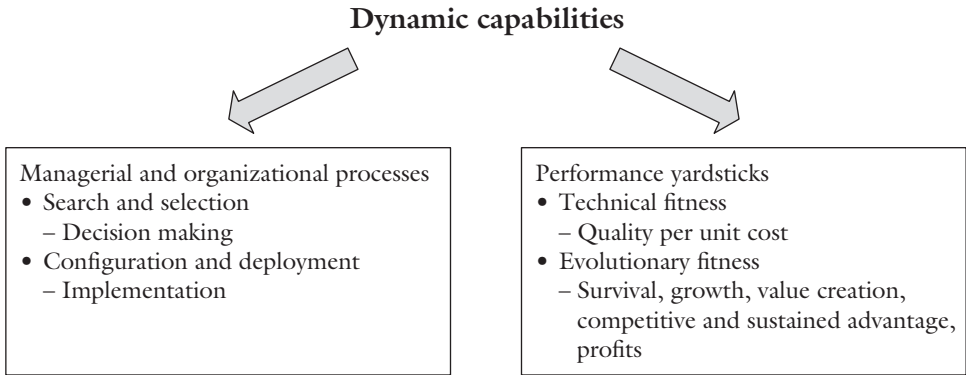 Dynamic capabilities
Managerial and organizational processes
• Search and selection
– Decision making
• Configuration and deployment
– Implementation
Performance yardsticks
• Technical fitness
– Quality per unit cost
• Evolutionary fitness
– Survival, growth, value creation,
competitive and sustained advantage,
profits